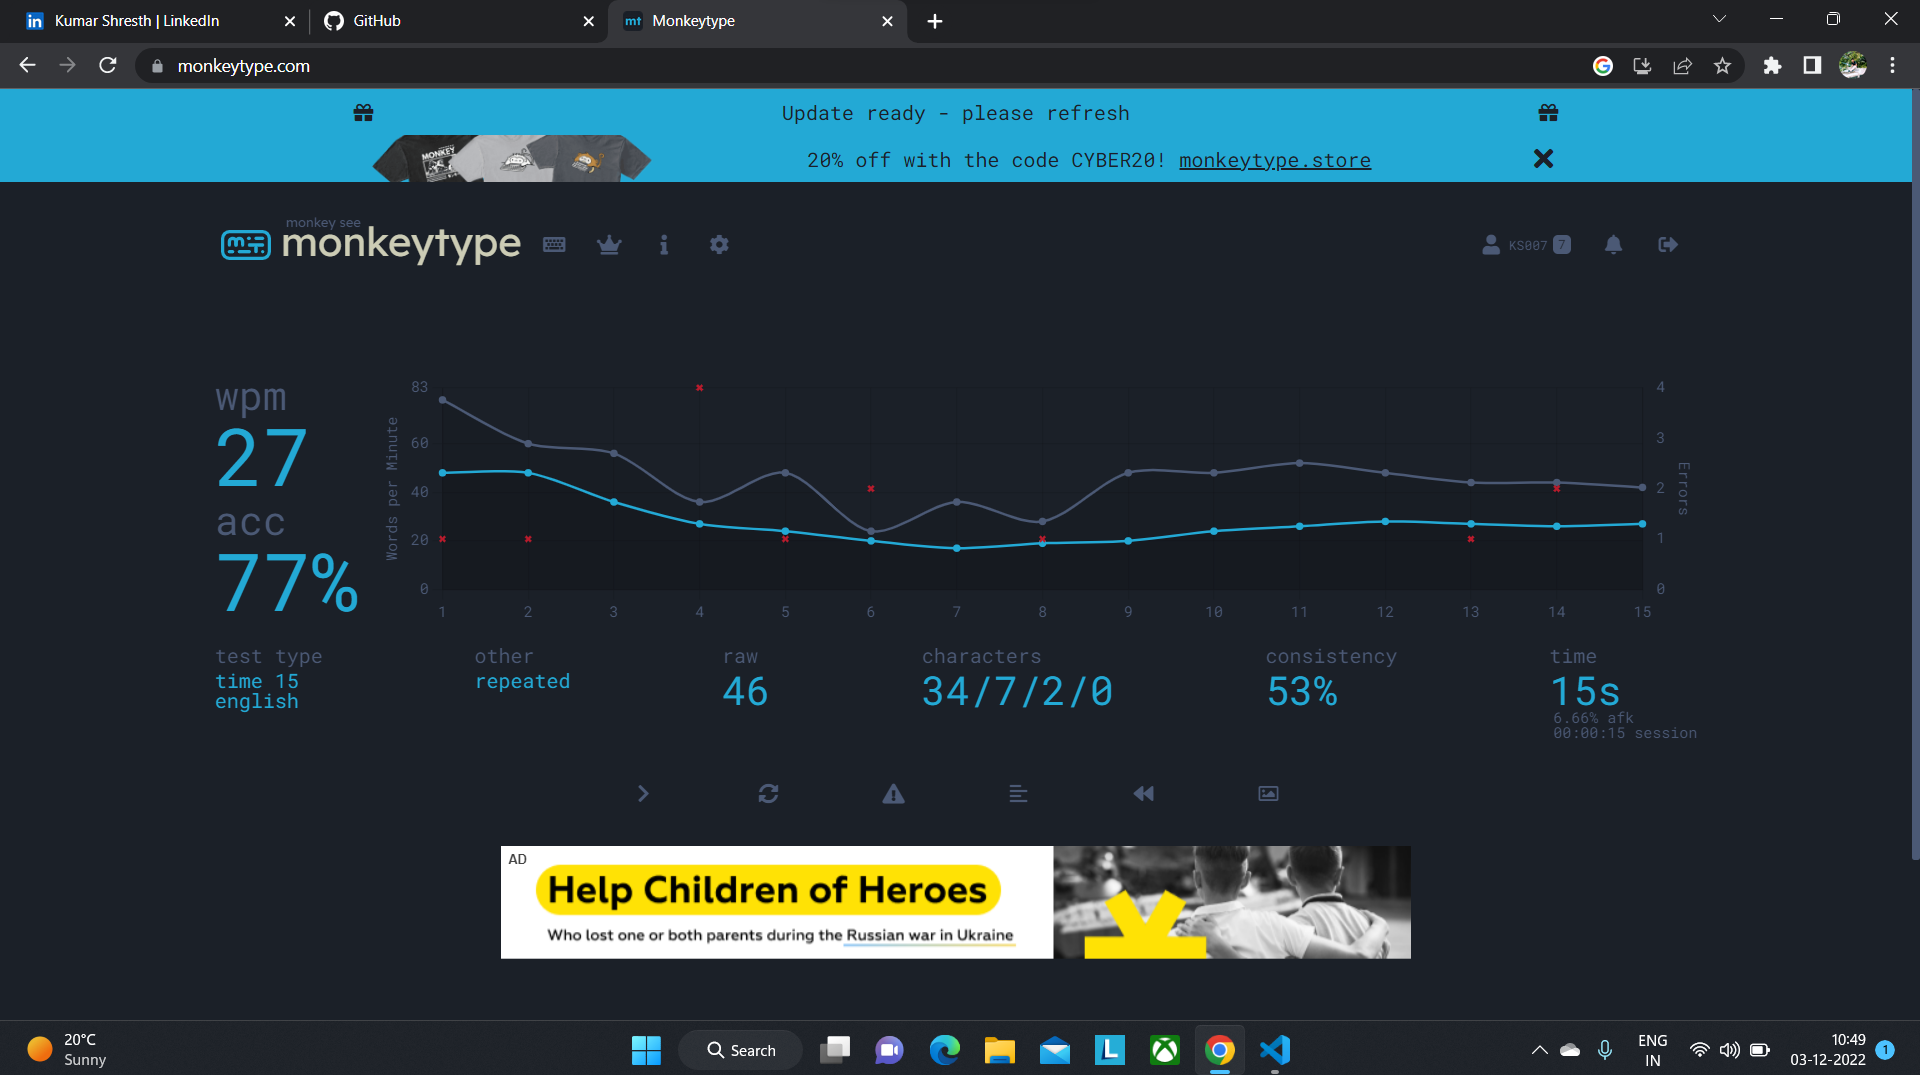 Kumar Shresth | LinkedIn
GitHub
mt Monkeytype
monkeytype.com
Update ready - please refresh
MONKEY
20% off with the code CYBER20! monkeytype.store
monkey see
monkeytype
KS007 7
wpm
27
acc
77%
83
60
40
20
0
Words per Minute
4
3
2
1
0
Errors
1 2 3 4 5 6 7 8 9 10 11 12 13 14 15
test type
time 15
english
other
repeated
raw
46
characters
34/7/2/0
consistency
53%
time
15s
6.66% afk
00:00:15 session
AD
Help Children of Heroes
Who lost one or both parents during the Russian war in Ukraine
20°C
Sunny
Search
ENG
IN
10:49
03-12-2022
1